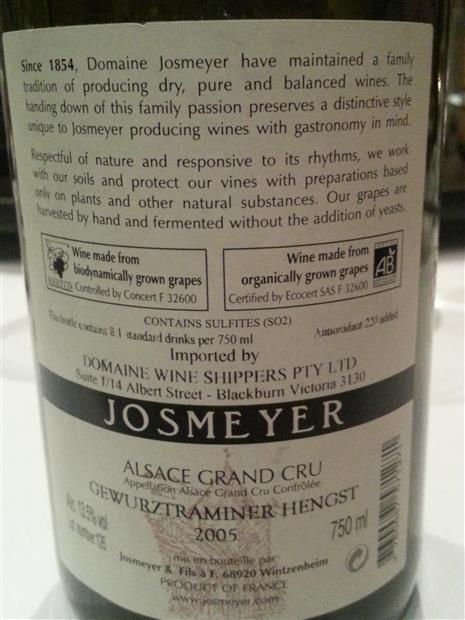 Since 1854, Domaine Josmeyer have maintained a family
tradition of producing dry, pure and balanced wines. The
handing down of this family passion preserves a distinctive style
unique to Josmeyer producing wines with gastronomy in mind.
Respectful of nature and responsive to its rhythms, we work
with our soils and protect our vines with preparations based
only on plants and other natural substances. Our grapes are
harvested by hand and fermented without the addition of yeasts.
Wine made from
biodynamically grown grapes
Controlled by Concert F 32600
Wine made from
organically grown grapes
Certified by Ecocert SAS F 32600
AB
CONTAINS SULFITES (SO2)
This bottle contains 8.1 standard drinks per 750 ml
Antioxidant 220 added
Imported by
DOMAINE WINE SHIPPERS PTY LTD
Suite 1/14 Albert Street - Blackburn Victoria 3130
JOSMEYER
ALSACE GRAND CRU
Appellation Alsace Grand Cru Contrôlée
GEWURZTRAMINER HENGST
2005
Alc. 13.5% vol
Lot number 126
750 ml
mis en bouteille par
Josmeyer & Fils à F. 68920 Wintzenheim
PRODUCT OF FRANCE
www.josmeyer.com